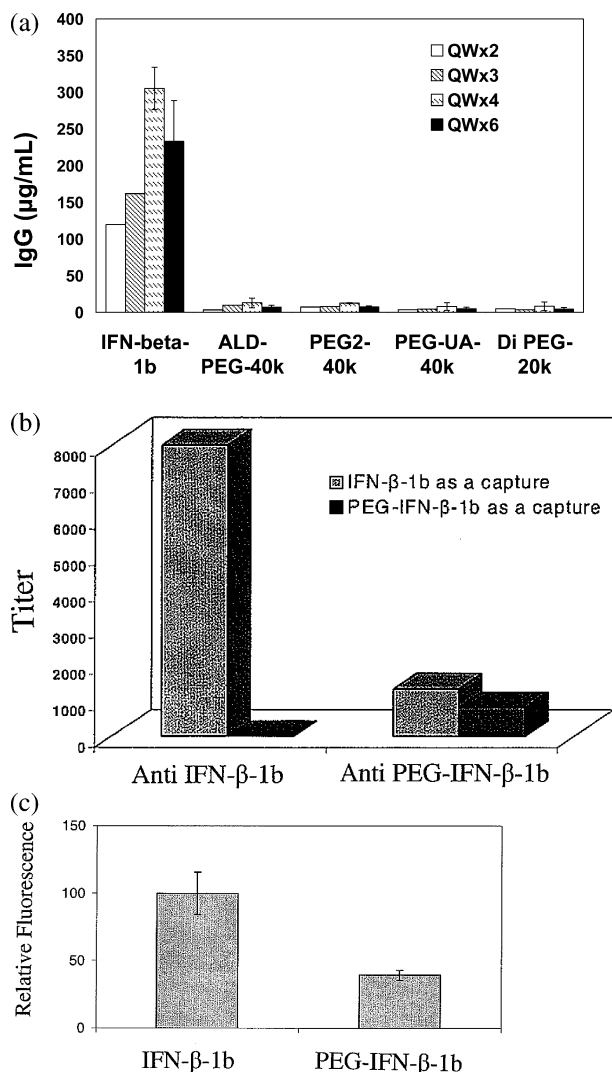 (a)
400
350
300
250
200
150
100
50
0
IgG (µg/mL)
QWx2
QWx3
QWx4
QWx6
IFN-beta-
1b
ALD-
PEG-40k
PEG2-
40k
PEG-UA-
40k
Di PEG-
20k
(b)
8000
7000
6000
5000
4000
3000
2000
1000
0
Titer
IFN-β-1b as a capture
PEG-IFN-β-1b as a capture
Anti IFN-β-1b
Anti PEG-IFN-β-1b
(c)
150
100
50
0
Relative Fluorescence
IFN-β-1b
PEG-IFN-β-1b